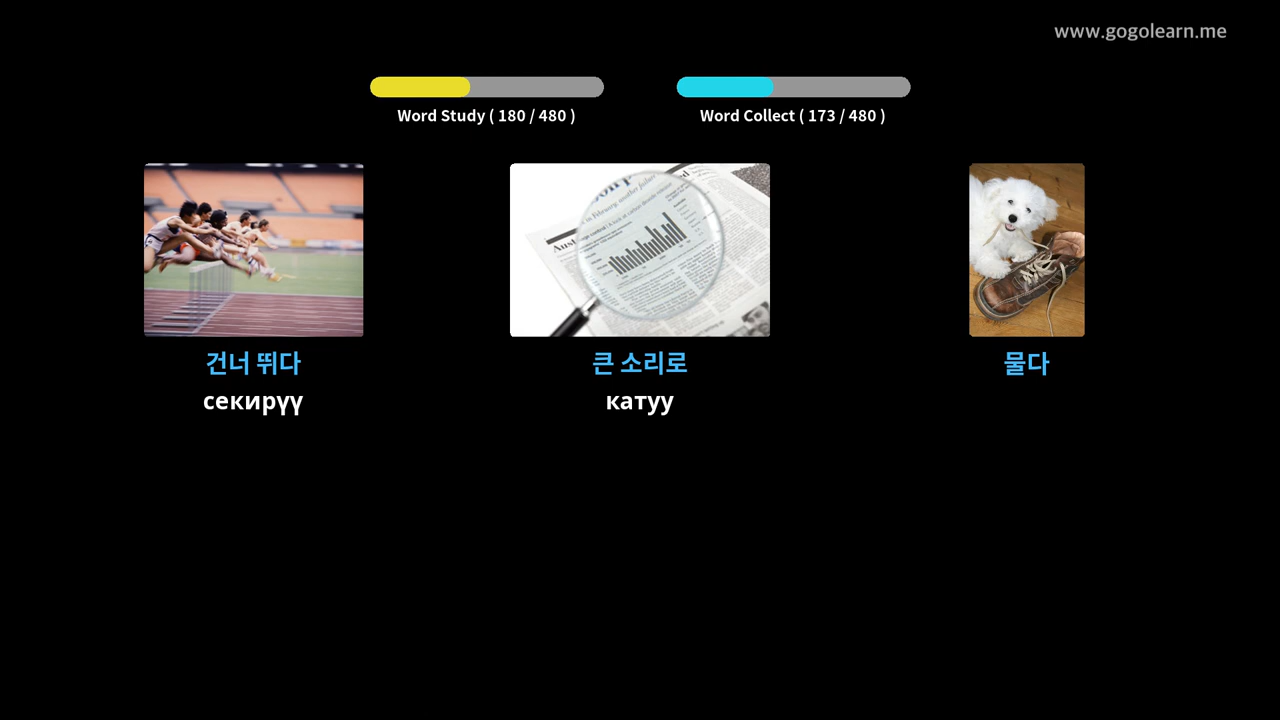 www.gogolearn.me
Word Study ( 180 / 480 )
Word Collect ( 173 / 480 )
건너 뛰다
секирүү
큰 소리로
катуу
물다